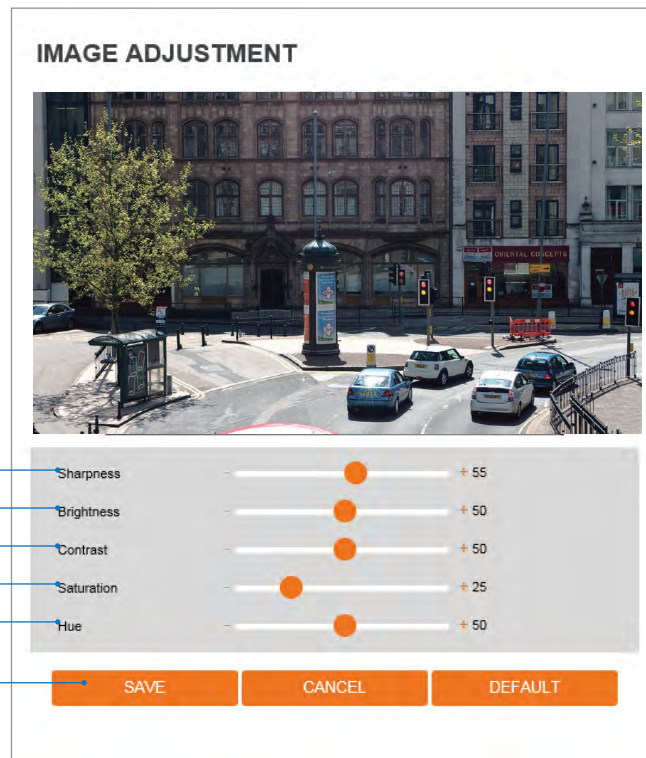 IMAGE ADJUSTMENT
ORIENTAL CONCEPTS
Sharpness - + 55
Brightness - + 50
Contrast - + 50
Saturation - + 25
Hue - + 50
SAVE CANCEL DEFAULT